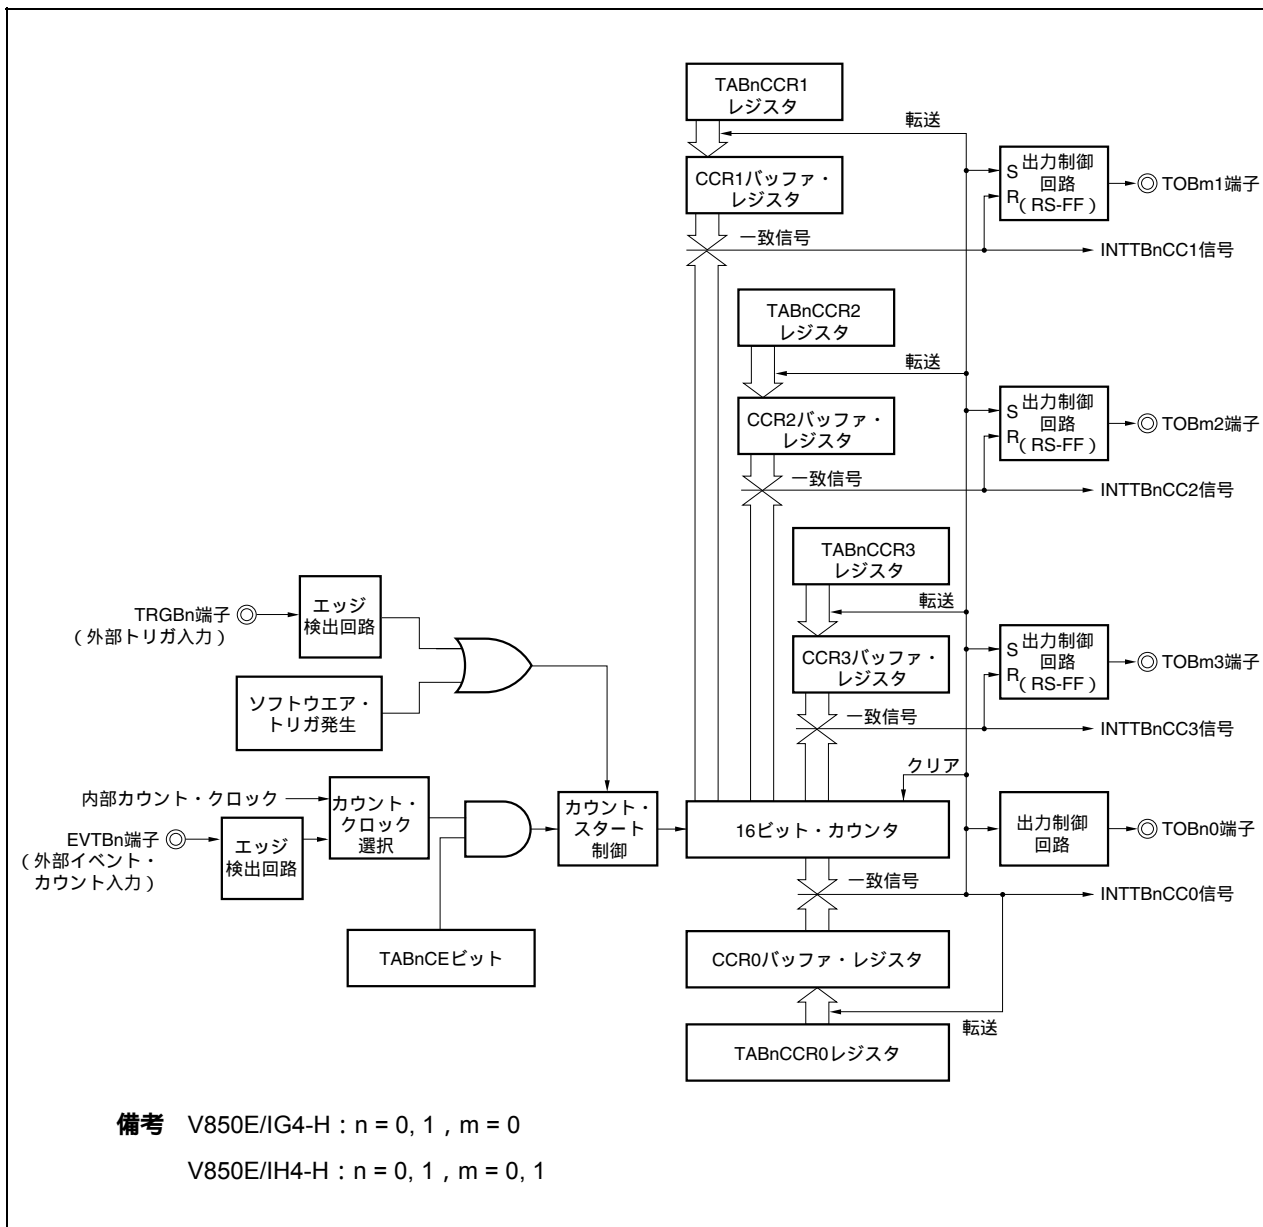 TABnCCR1
レジスタ
転送
CCR1バッファ・
レジスタ
S 出力制御
回路
R ( RS-FF )
TOBm1端子
一致信号
INTTBnCC1信号
TABnCCR2
レジスタ
転送
CCR2バッファ・
レジスタ
S 出力制御
回路
R ( RS-FF )
TOBm2端子
一致信号
INTTBnCC2信号
TABnCCR3
レジスタ
転送
CCR3バッファ・
レジスタ
S 出力制御
回路
R ( RS-FF )
TOBm3端子
一致信号
INTTBnCC3信号
TRGBn端子
(外部トリガ入力)
エッジ
検出回路
ソフトウエア・
トリガ発生
内部カウント・クロック
EVTBn端子
(外部イベント・
カウント入力)
エッジ
検出回路
カウント・
クロック
選択
TABnCEビット
カウント・
スタート
制御
クリア
16ビット・カウンタ
出力制御
回路
TOBn0端子
一致信号
INTTBnCC0信号
CCR0バッファ・レジスタ
転送
TABnCCR0レジスタ
備考 V850E/IG4-H : n = 0, 1 , m = 0
V850E/IH4-H : n = 0, 1 , m = 0, 1